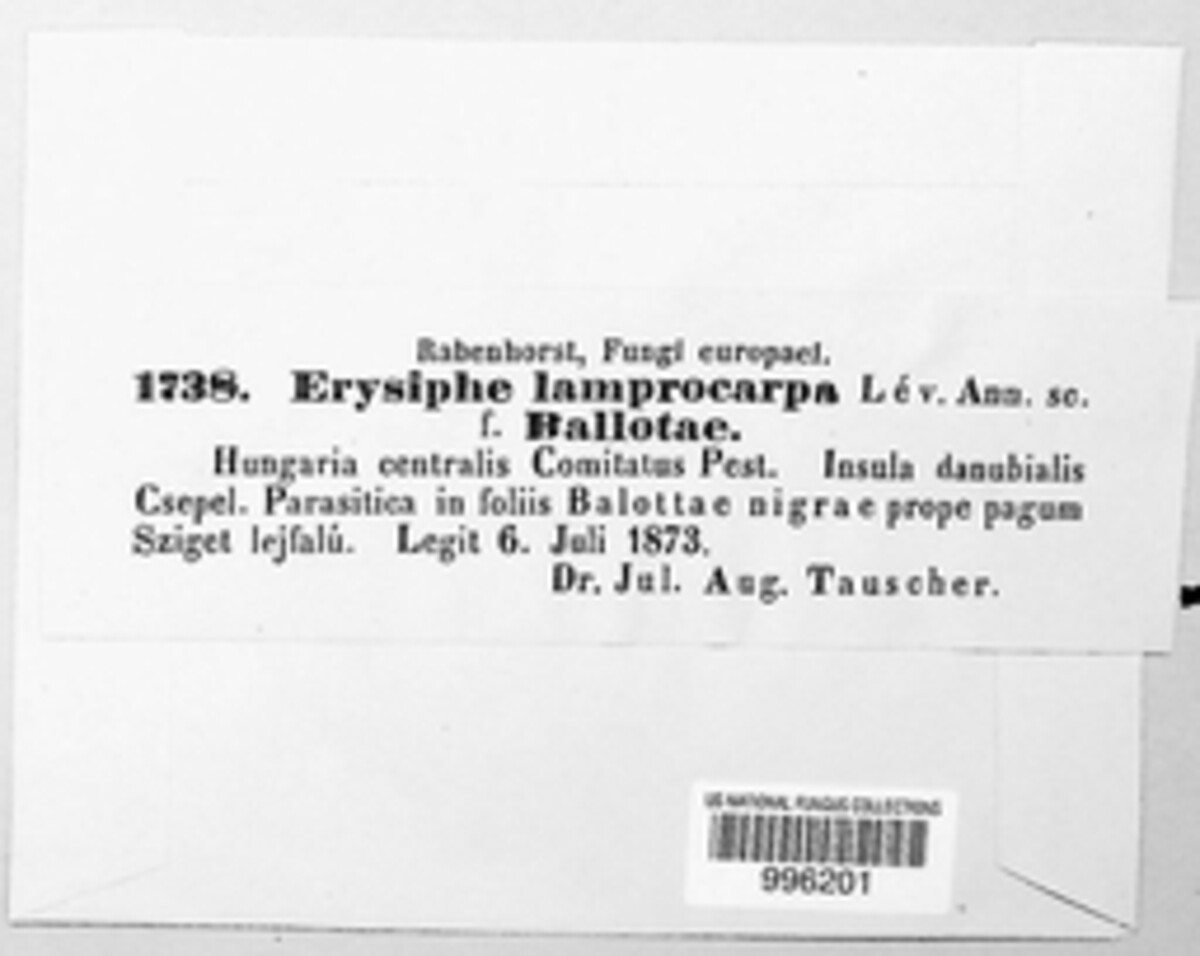 Rabenhorst, Fungi europaei.
1738. Erysiphe lamprocarpa Lév. Ann. sc.
f. Ballotae.
Hungaria centralis Comitatus Pest. Insula danubialis
Csepel. Parasitica in foliis Balottae nigrae prope pagum
Sziget lejfalú. Legit 6. Juli 1873.
Dr. Jul. Aug. Tauscher.
US NATIONAL FUNGUS COLLECTIONS
996201